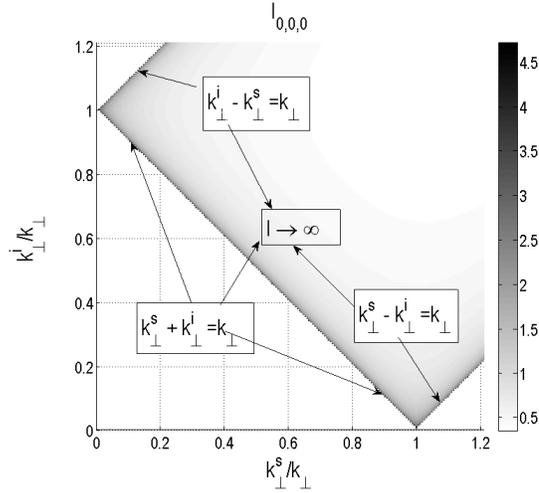 I0,0,0
1.2
1
0.8
0.6
0.4
0.2
0
0 0.2 0.4 0.6 0.8 1 1.2
k⊥^i/k⊥
k⊥^s/k⊥
k⊥^i - k⊥^s =k⊥
I → ∞
k⊥^s + k⊥^i =k⊥
k⊥^s - k⊥^i =k⊥
4.5
4
3.5
3
2.5
2
1.5
1
0.5